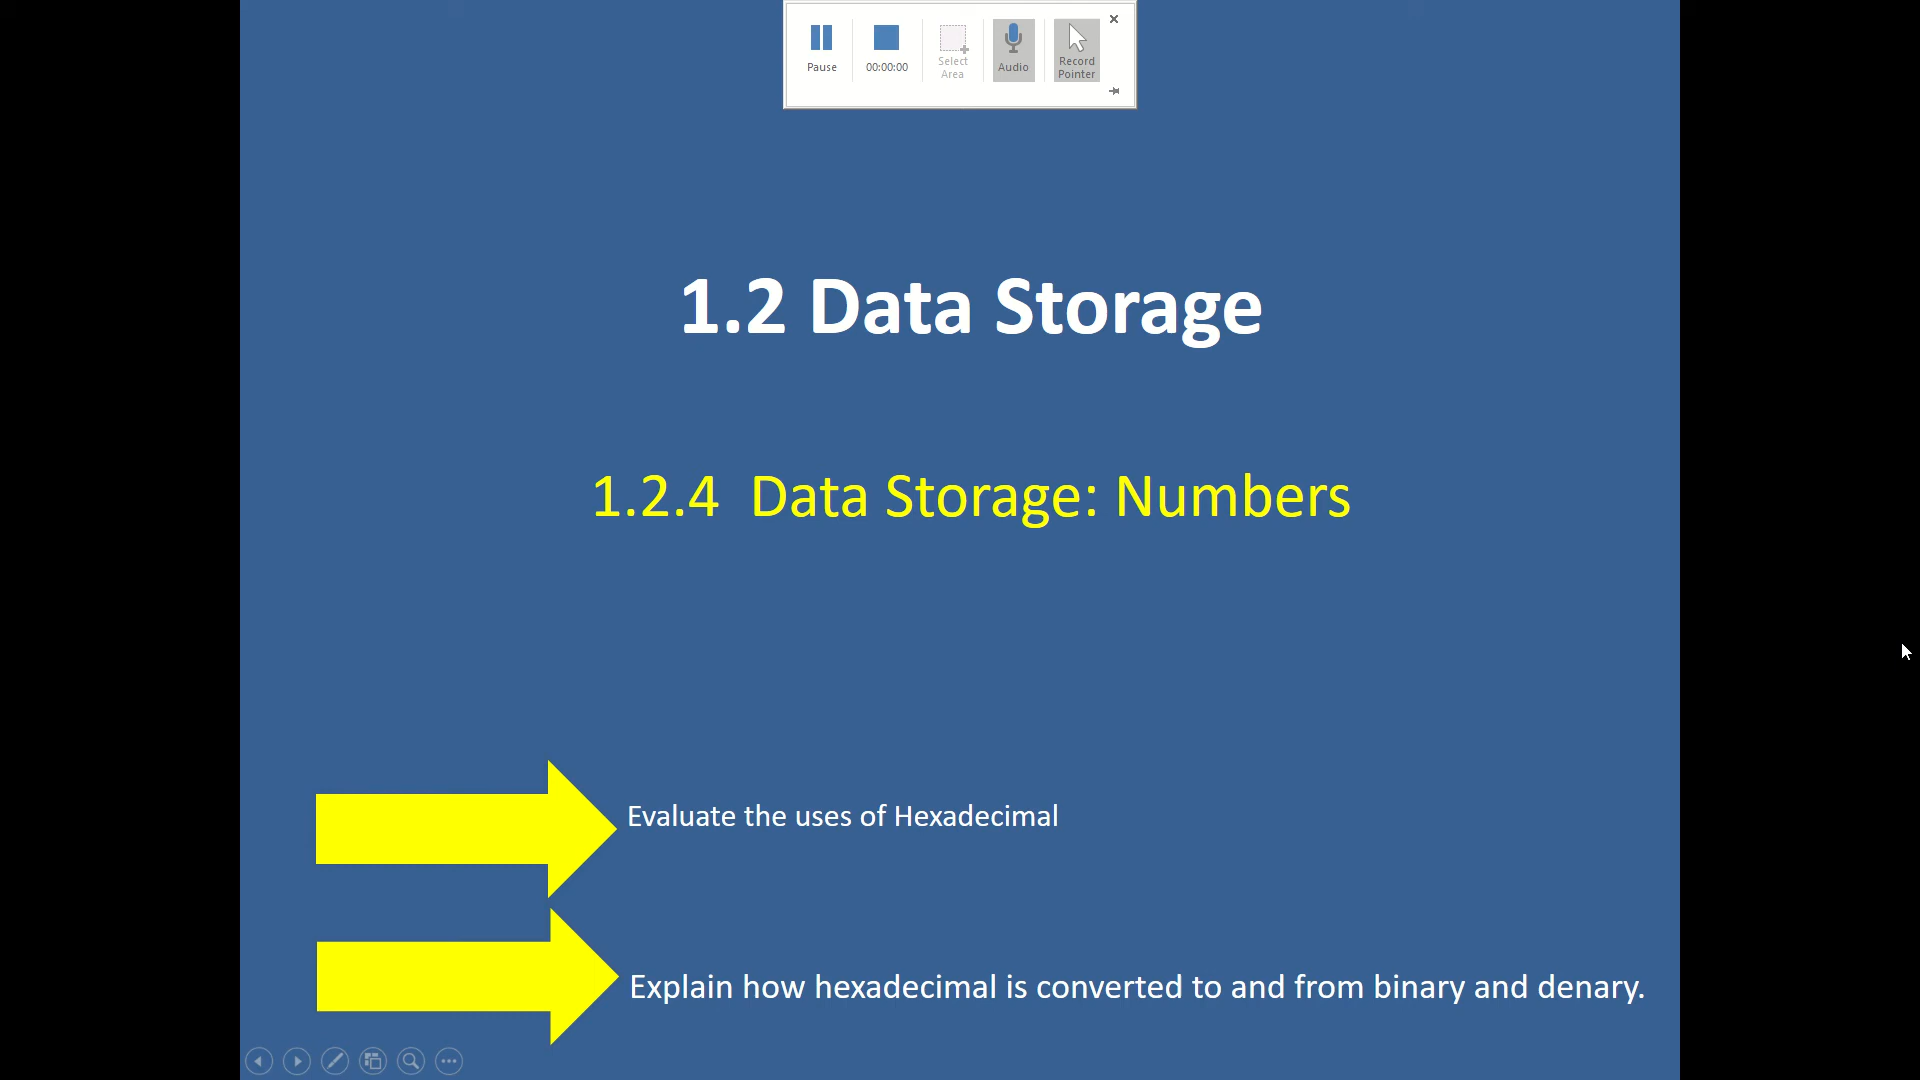 Pause
00:00:00
Select
Area
Audio
Record
Pointer
1.2 Data Storage
1.2.4 Data Storage: Numbers
Evaluate the uses of Hexadecimal
Explain how hexadecimal is converted to and from binary and denary.